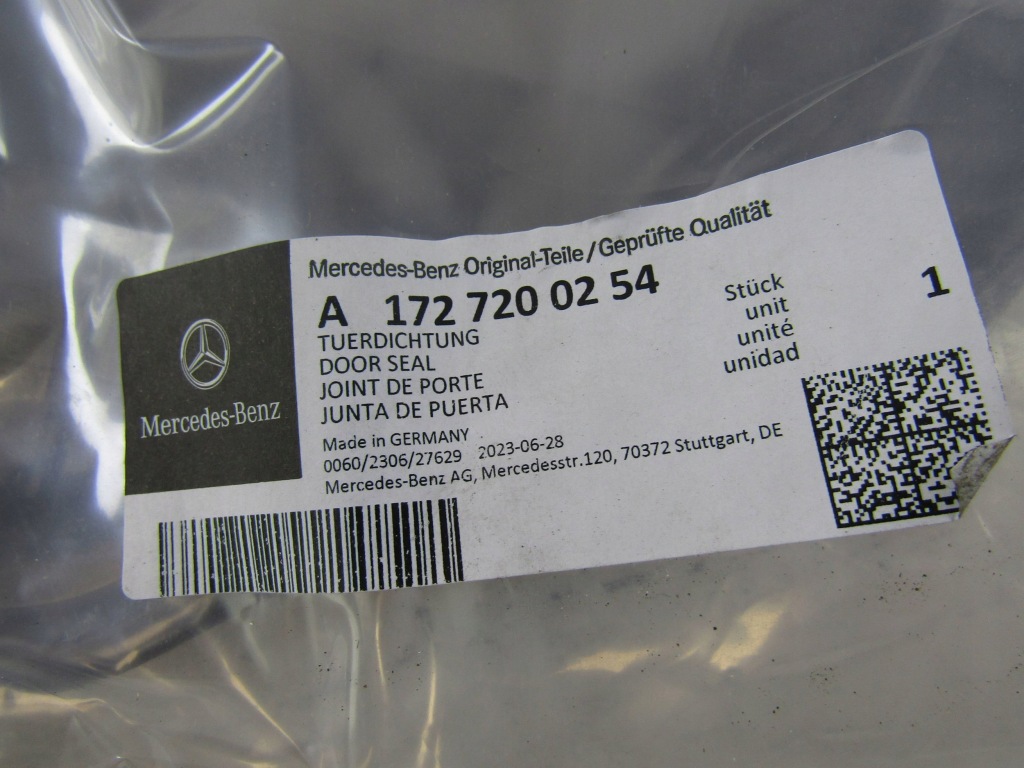 Mercedes-Benz
Mercedes-Benz Original-Teile/Geprüfte Qualität
A 172 720 02 54
TUERDICHTUNG
DOOR SEAL
JOINT DE PORTE
JUNTA DE PUERTA
Stück
unit
unité
unidad
1
Made in GERMANY
0060/2306/27629 2023-06-28
Mercedes-Benz AG, Mercedesstr.120, 70372 Stuttgart, DE